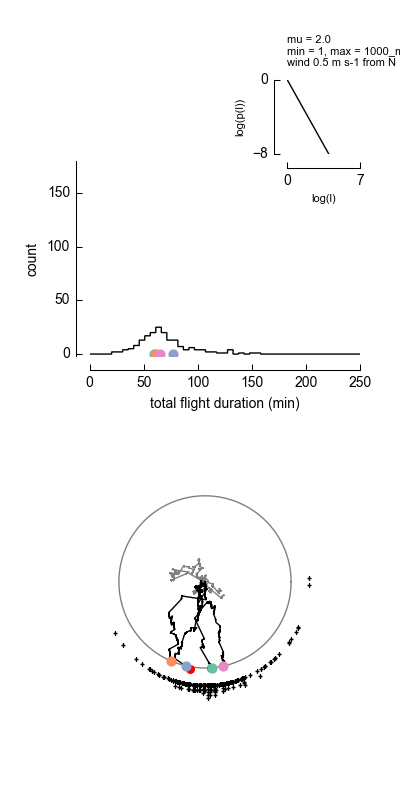 mu = 2.0
min = 1, max = 1000_m
wind 0.5 m s-1 from N
0
log(p(l))
−8
0 7
log(l)
150
100
count
50
0
0 50 100 150 200 250
total flight duration (min)